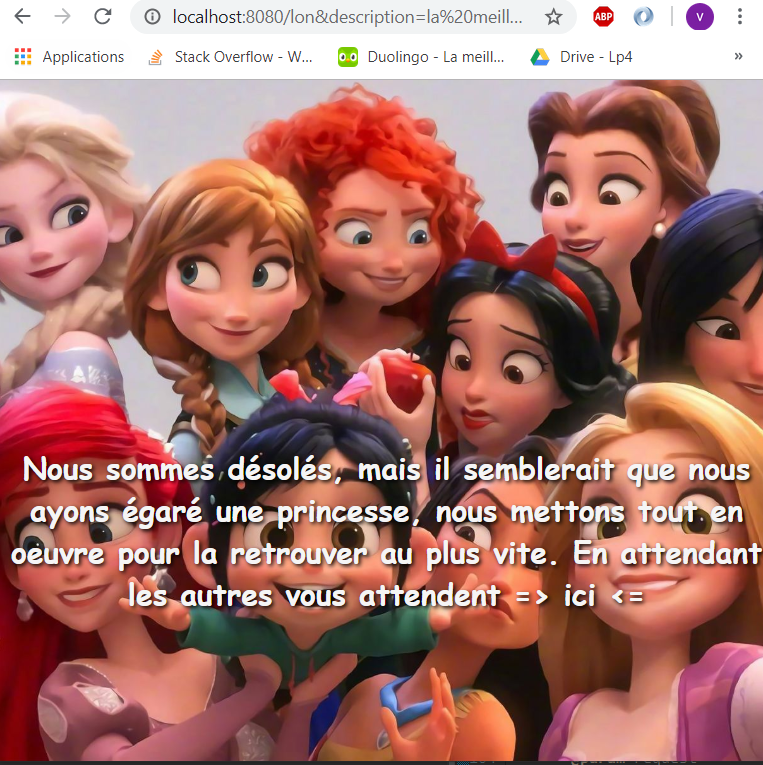 localhost:8080/lon&description=la%20meill...
ABP
V
Applications
Stack Overflow - W...
Duolingo - La meill...
Drive - Lp4
»
Nous sommes désolés, mais il semblerait que nous
ayons égaré une princesse, nous mettons tout en
oeuvre pour la retrouver au plus vite. En attendant
les autres vous attendent => ici <=